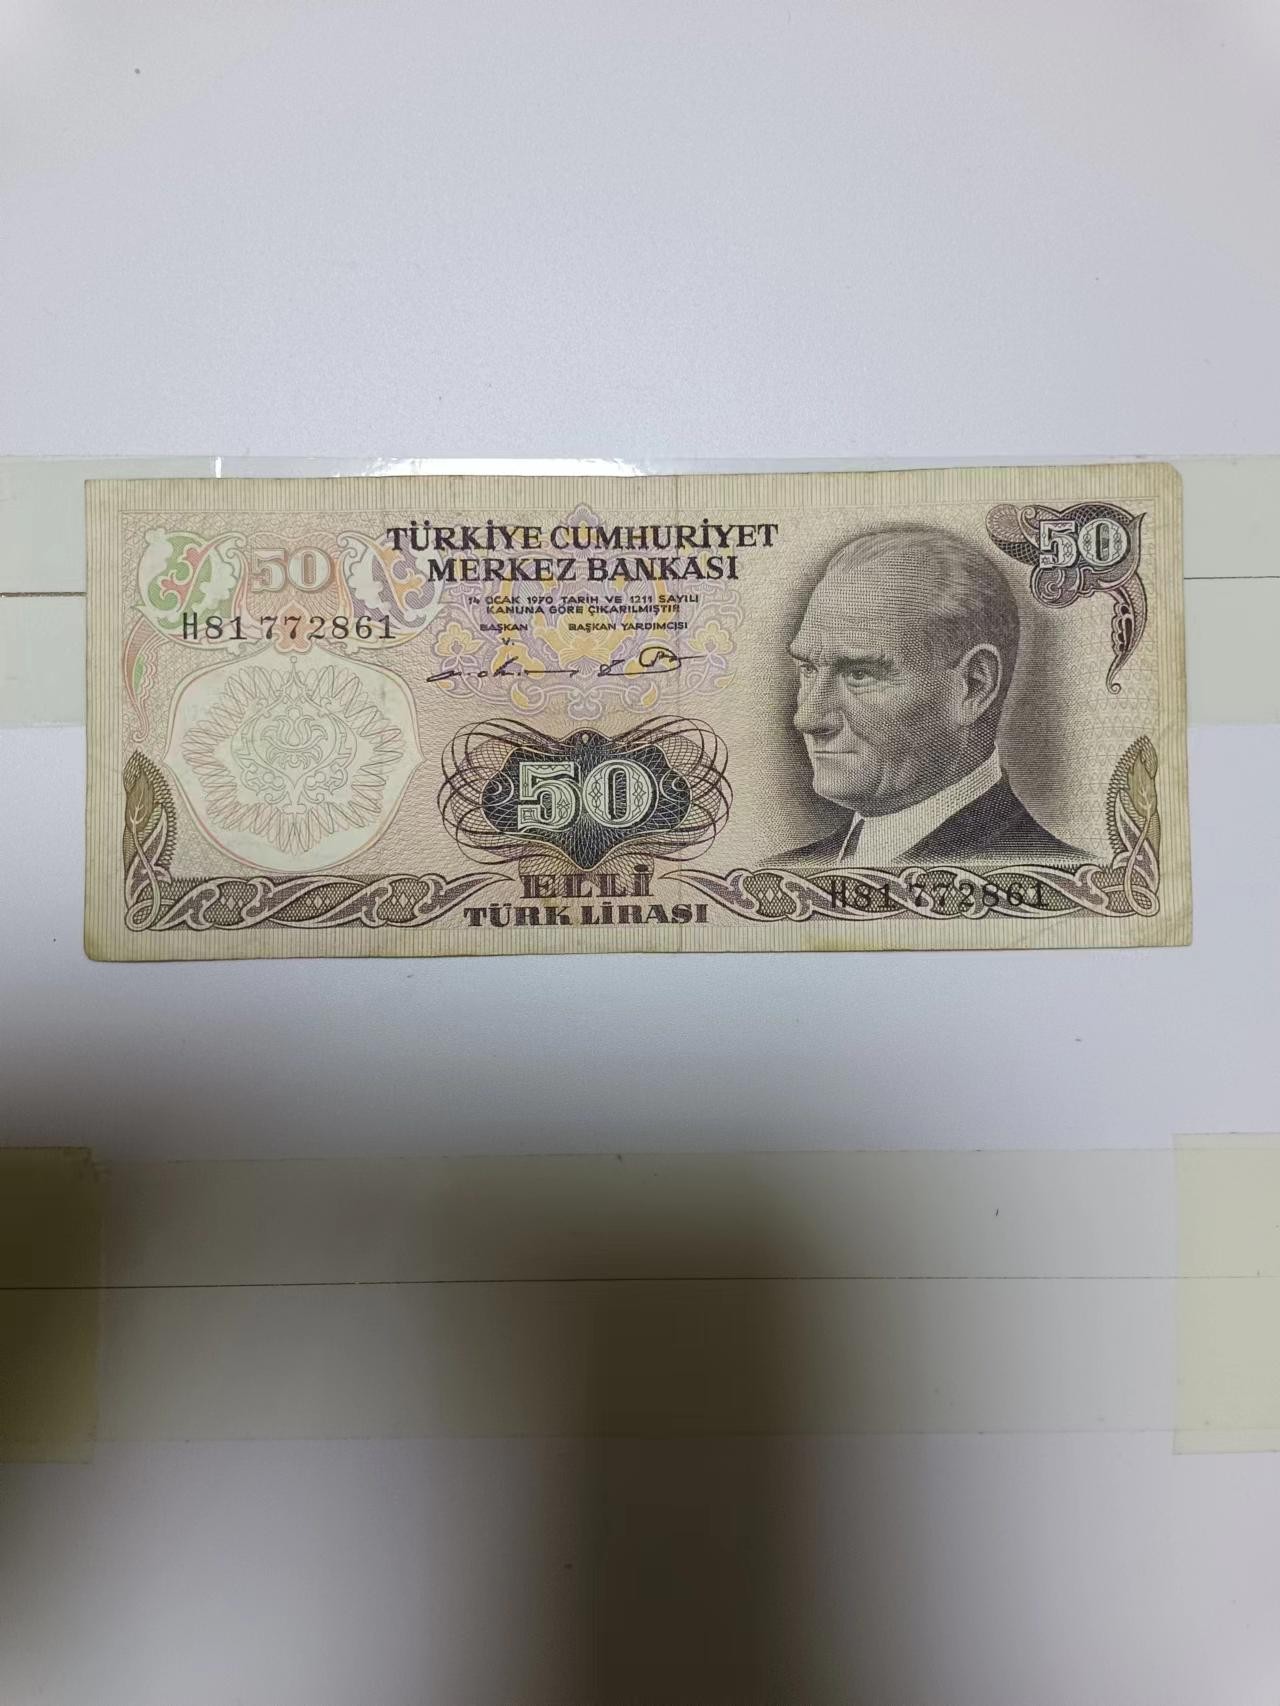 TÜRKİYE CUMHURİYET
MERKEZ BANKASI
50
50
14 OCAK 1970 TARİH VE 1211 SAYILI
KANUNA GÖRE ÇIKARILMIŞTIR
H81 772861
BAŞKAN BAŞKAN YARDIMCISI
V.
50
ELLİ
TÜRK LİRASI
H81 772861